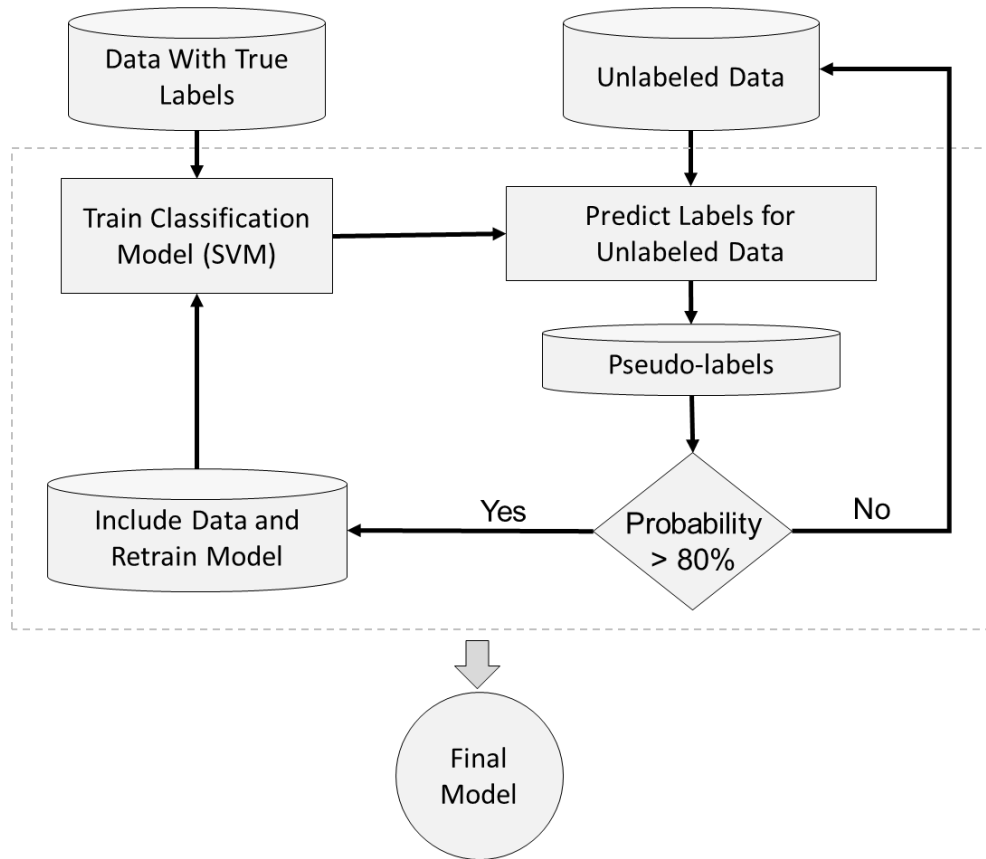 Data With True
Labels
Unlabeled Data
Train Classification
Model (SVM)
Predict Labels for
Unlabeled Data
Pseudo-labels
Probability
> 80%
Yes
No
Include Data and
Retrain Model
Final
Model